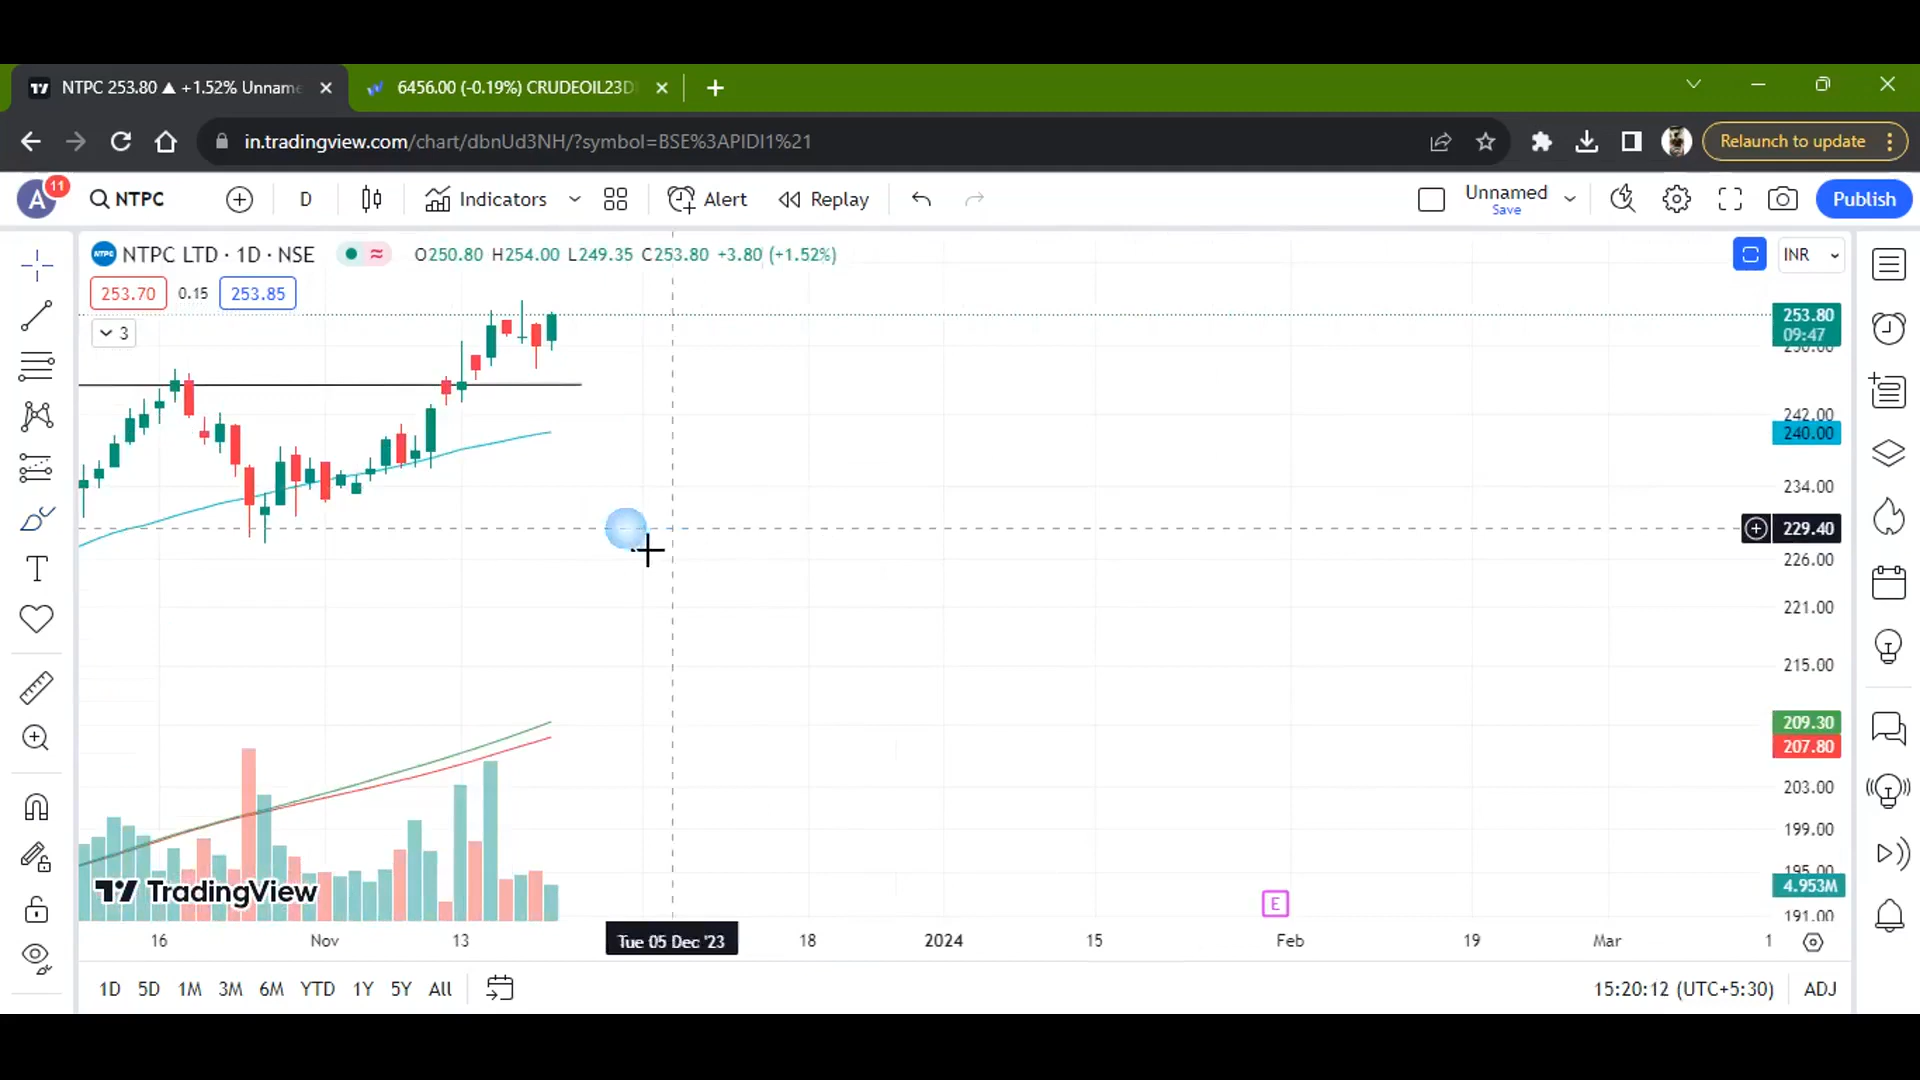 NTPC 253.80 ▲ +1.52% Unname
6456.00 (-0.19%) CRUDEOIL23D
in.tradingview.com/chart/dbnUd3NH/?symbol=BSE%3APIDI1%21
Relaunch to update
A 11
NTPC
D
Indicators
Alert
Replay
Unnamed
Save
Publish
NTPC NTPC LTD · 1D · NSE
O250.80 H254.00 L249.35 C253.80 +3.80 (+1.52%)
INR
253.70 0.15 253.85
3
253.80
09:47
250.00
242.00
240.00
234.00
229.40
226.00
221.00
215.00
209.30
207.80
203.00
199.00
195.00
4.953M
191.00
TradingView
E
16 Nov 13 Tue 05 Dec '23 18 2024 15 Feb 19 Mar 1
1D 5D 1M 3M 6M YTD 1Y 5Y All
15:20:12 (UTC+5:30) ADJ